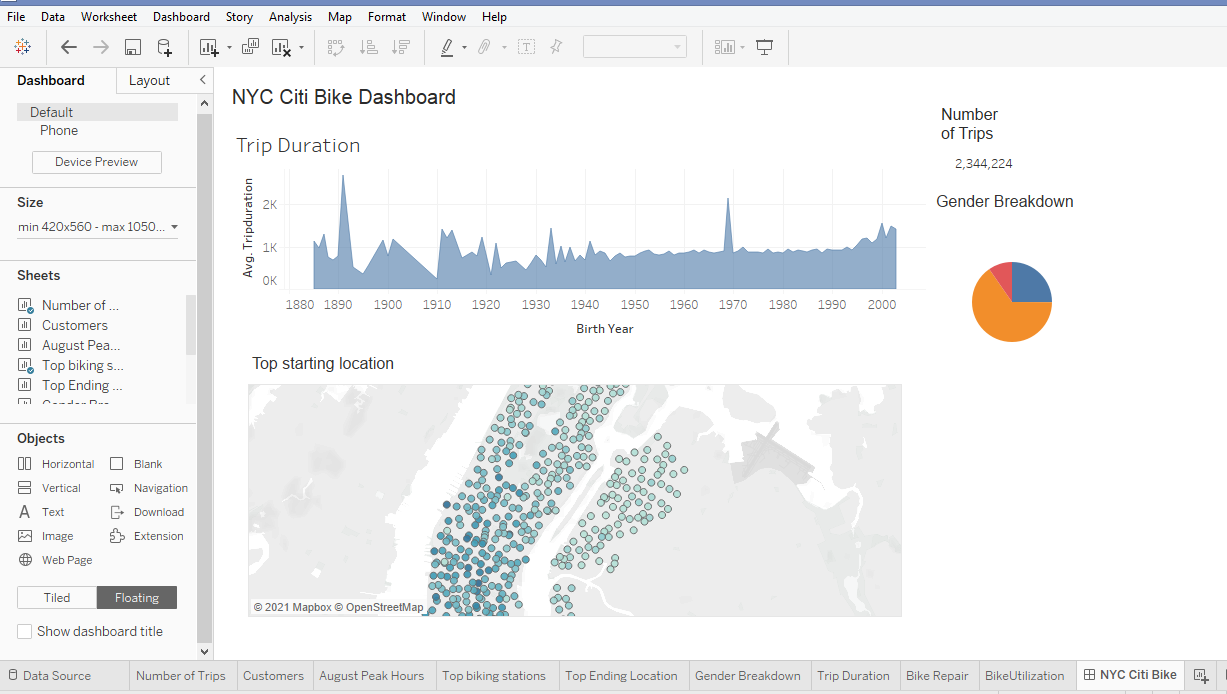 File Data Worksheet Dashboard Story Analysis Map Format Window Help
Dashboard Layout
Default
Phone
Device Preview
Size
min 420x560 - max 1050...
Sheets
Number of ...
Customers
August Pea...
Top biking s...
Top Ending ...
Objects
Horizontal Blank
Vertical Navigation
Text Download
Image Extension
Web Page
Tiled Floating
Show dashboard title
NYC Citi Bike Dashboard
Trip Duration
Avg. Tripduration
2K
1K
0K
1880 1890 1900 1910 1920 1930 1940 1950 1960 1970 1980 1990 2000
Birth Year
Number
of Trips
2,344,224
Gender Breakdown
Top starting location
© 2021 Mapbox © OpenStreetMap
Data Source Number of Trips Customers August Peak Hours Top biking stations Top Ending Location Gender Breakdown Trip Duration Bike Repair BikeUtilization NYC Citi Bike